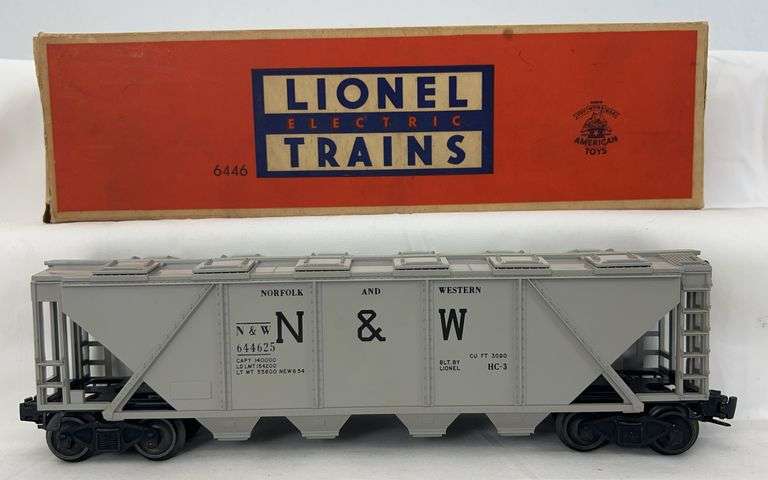 LIONEL
ELECTRIC
TRAINS
6446
AMERICAN
TOYS
NORFOLK AND WESTERN
N & W
644625
N & W
CAPY 140000
LD LMT 154200
LT WT 55800 NEW 6 54
CU FT 3090
BLT. BY
LIONEL
HC-3